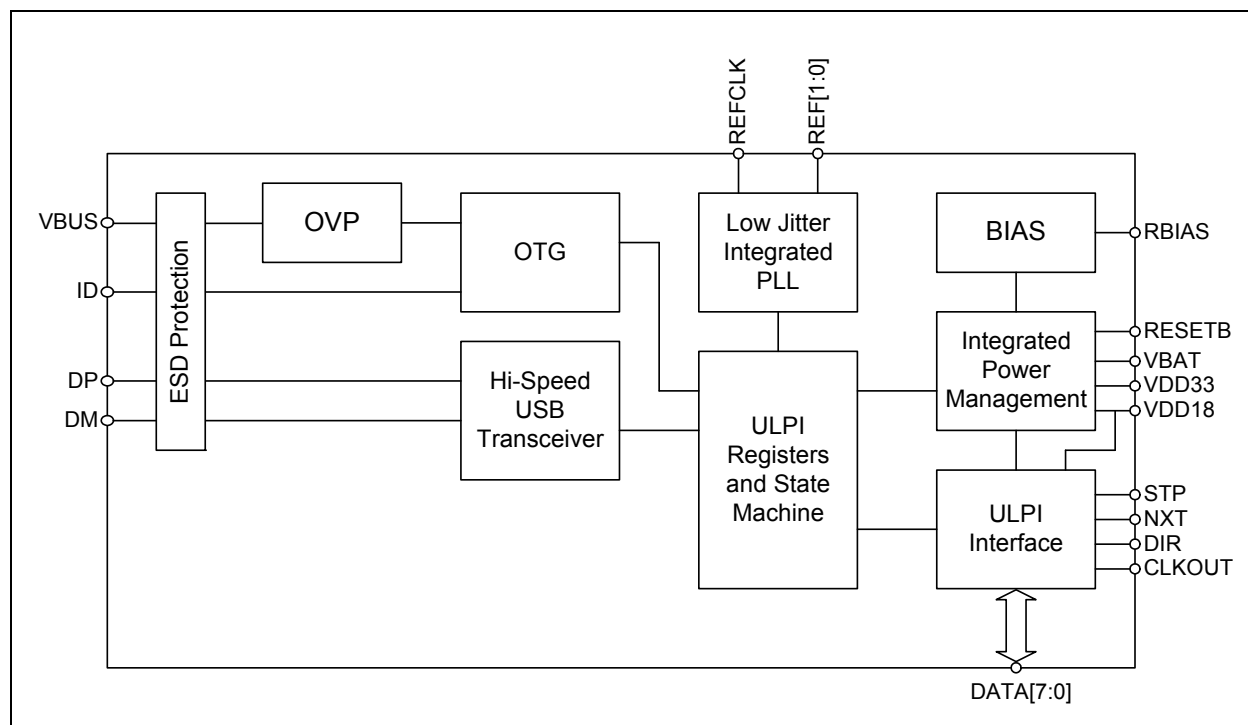 REFCLK
REF[1:0]
VBUS
ID
DP
DM
ESD Protection
OVP
OTG
Hi-Speed
USB
Transceiver
Low Jitter
Integrated
PLL
ULPI
Registers
and State
Machine
BIAS
Integrated
Power
Management
ULPI
Interface
RBIAS
RESETB
VBAT
VDD33
VDD18
STP
NXT
DIR
CLKOUT
DATA[7:0]